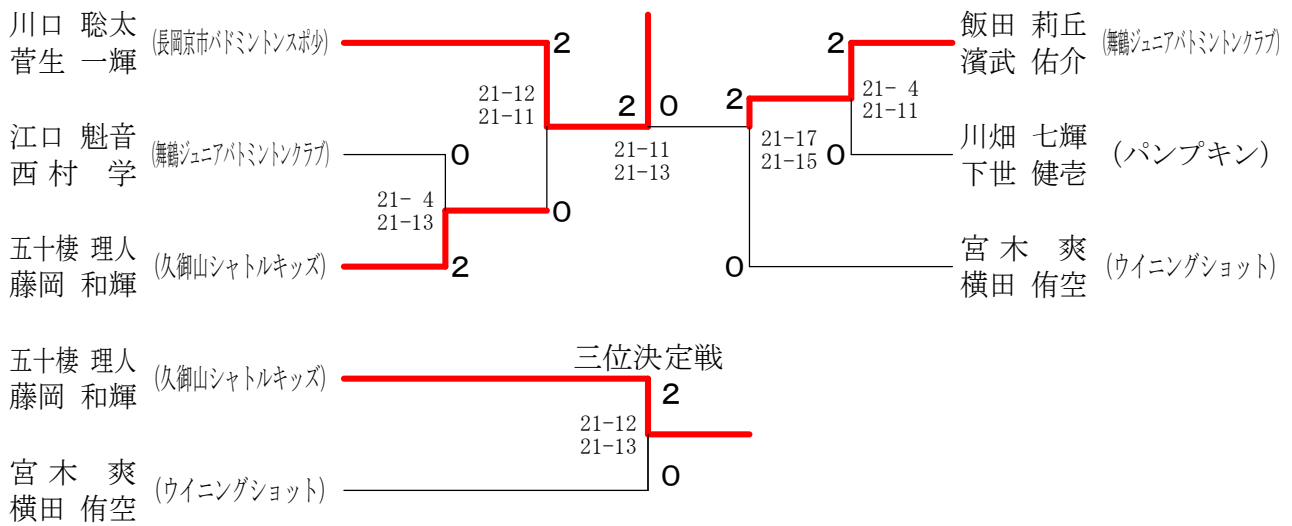 川口 聡太 (長岡京市バドミントンスポ少)
菅生 一輝
2
21-12
21-11
江口 魁音 (舞鶴ジュニアバトミントンクラブ)
西村 学
0
21- 4
21-13
0
五十棲 理人 (久御山シャトルキッズ)
藤岡 和輝
2
2 0
21-11
21-13
飯田 莉丘 (舞鶴ジュニアバトミントンクラブ)
濱武 佑介
2
21- 4
21-11
2
21-17
21-15
0
川畑 七輝 (パンプキン)
下世 健壱
宮木 爽 (ウイニングショット)
横田 侑空
0
三位決定戦
五十棲 理人 (久御山シャトルキッズ)
藤岡 和輝
2
21-12
21-13
宮木 爽 (ウイニングショット)
横田 侑空
0